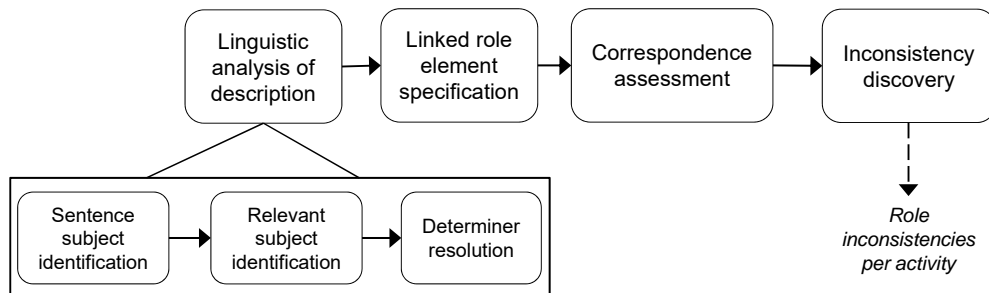 Linguistic
analysis of
description
Linked role
element
specification
Correspondence
assessment
Inconsistency
discovery
Sentence
subject
identification
Relevant
subject
identification
Determiner
resolution
Role
inconsistencies
per activity